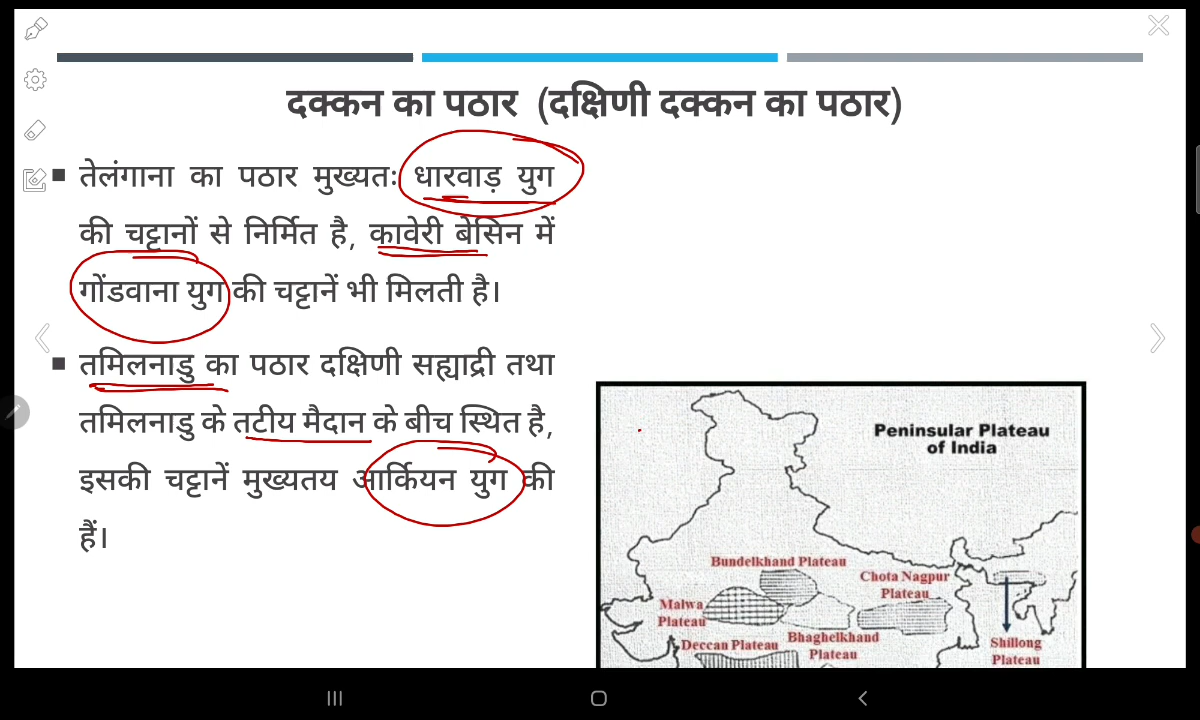 दक्कन का पठार (दक्षिणी दक्कन का पठार)
तेलंगाना का पठार मुख्यतः धारवाड़ युग
की चट्टानों से निर्मित है, कावेरी बेसिन में
गोंडवाना युग की चट्टानें भी मिलती है।
तमिलनाडु का पठार दक्षिणी सह्याद्री तथा
तमिलनाडु के तटीय मैदान के बीच स्थित है,
इसकी चट्टानें मुख्यतय आर्कियन युग की
हैं।
Peninsular Plateau
of India
Bundelkhand Plateau
Chota Nagpur
Plateau
Malwa
Plateau
Bhaghelkhand
Plateau
Deccan Plateau
Shillong
Plateau